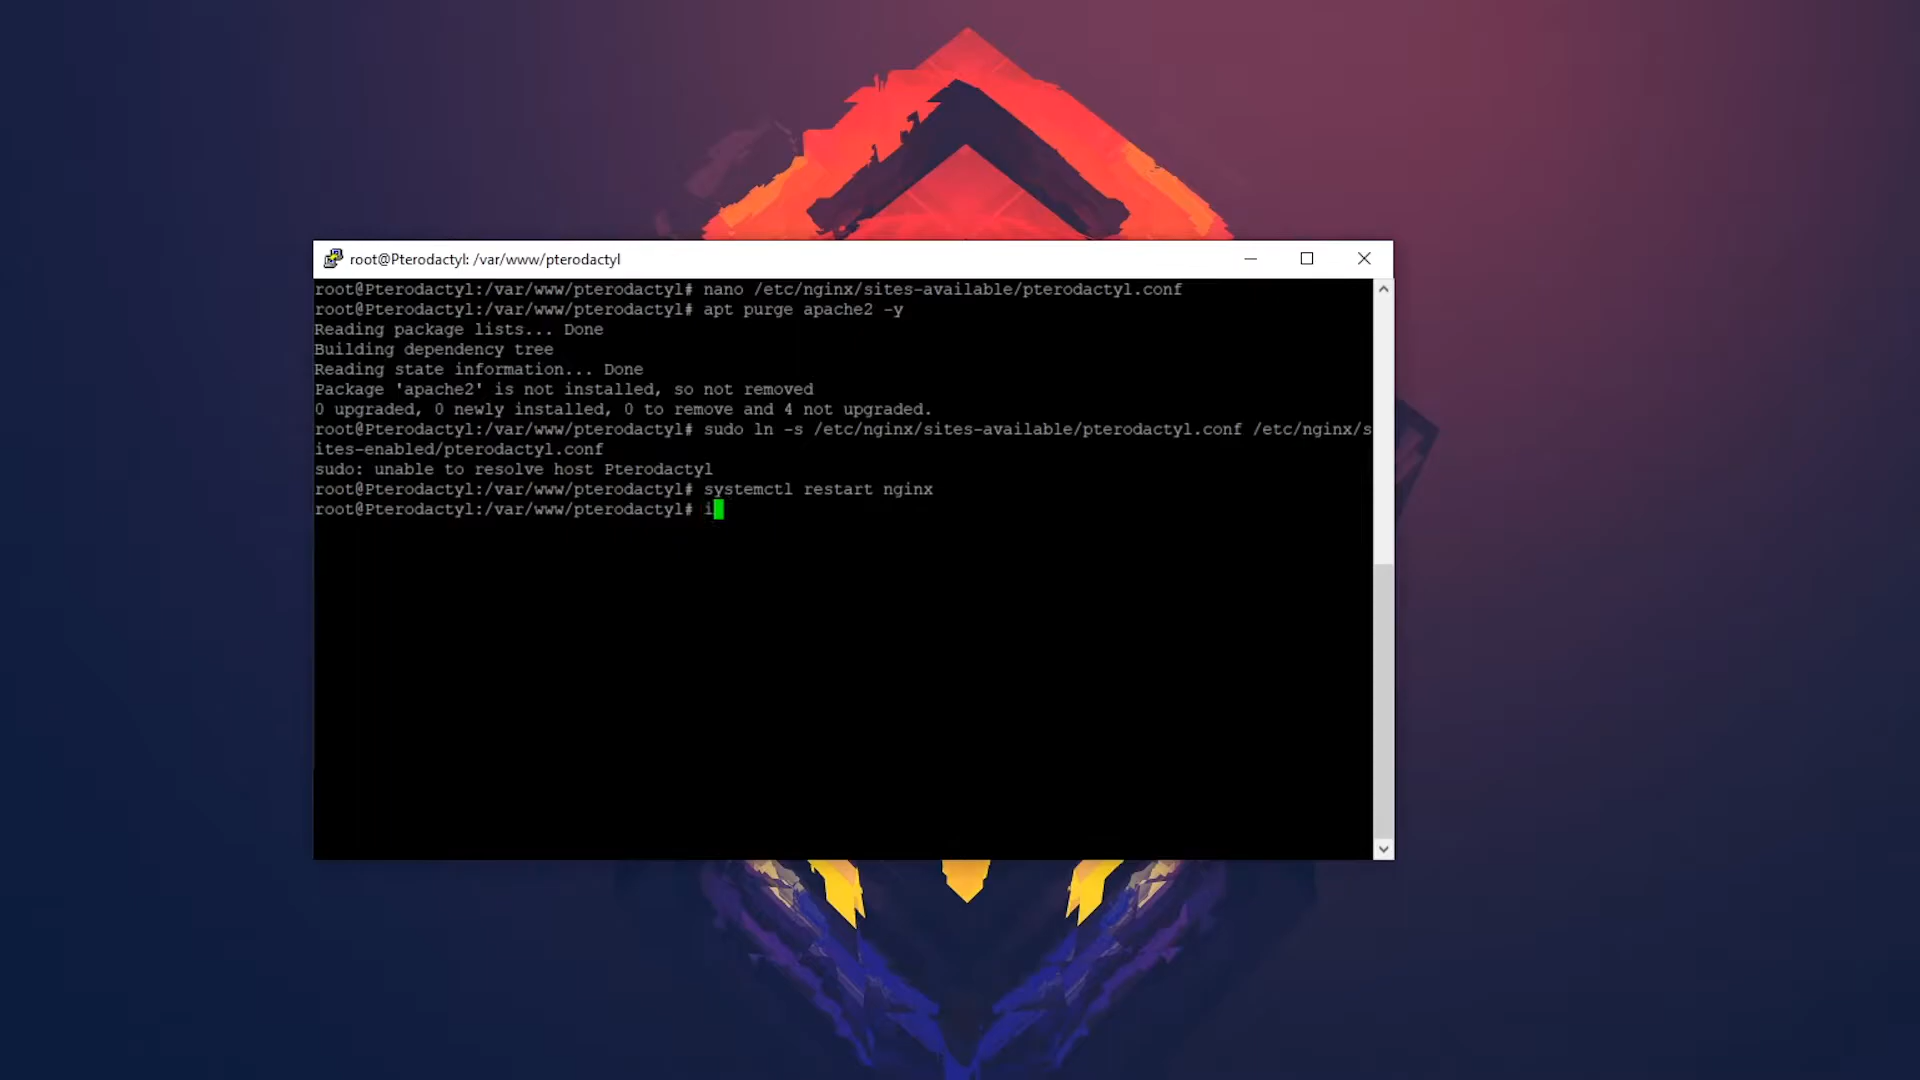 root@Pterodactyl: /var/www/pterodactyl
root@Pterodactyl:/var/www/pterodactyl# nano /etc/nginx/sites-available/pterodactyl.conf
root@Pterodactyl:/var/www/pterodactyl# apt purge apache2 -y
Reading package lists... Done
Building dependency tree
Reading state information... Done
Package 'apache2' is not installed, so not removed
0 upgraded, 0 newly installed, 0 to remove and 4 not upgraded.
root@Pterodactyl:/var/www/pterodactyl# sudo ln -s /etc/nginx/sites-available/pterodactyl.conf /etc/nginx/s
ites-enabled/pterodactyl.conf
sudo: unable to resolve host Pterodactyl
root@Pterodactyl:/var/www/pterodactyl# systemctl restart nginx
root@Pterodactyl:/var/www/pterodactyl# i